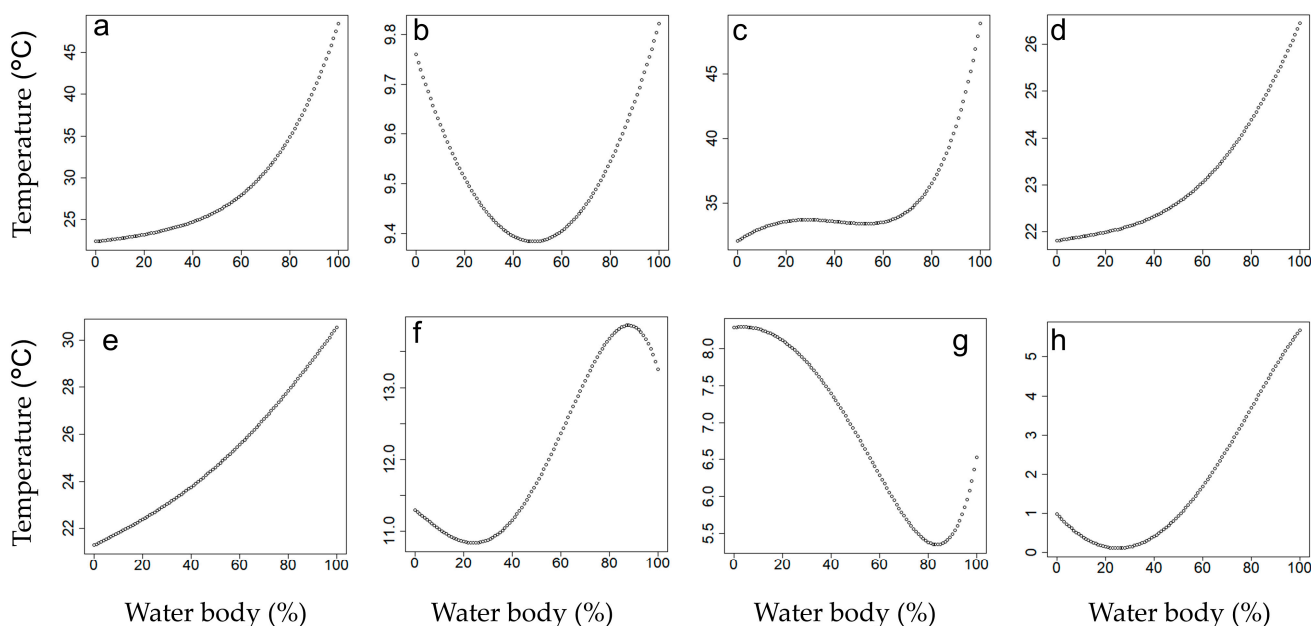 a
b
c
d
Temperature (°C)
25 30 35 40 45
9.4 9.5 9.6 9.7 9.8
35 40 45
22 23 24 25 26
0 20 40 60 80 100
0 20 40 60 80 100
0 20 40 60 80 100
0 20 40 60 80 100
e
f
g
h
Temperature (°C)
22 24 26 28 30
11.0 12.0 13.0
5.5 6.0 6.5 7.0 7.5 8.0
0 1 2 3 4 5
0 20 40 60 80 100
0 20 40 60 80 100
0 20 40 60 80 100
0 20 40 60 80 100
Water body (%)
Water body (%)
Water body (%)
Water body (%)